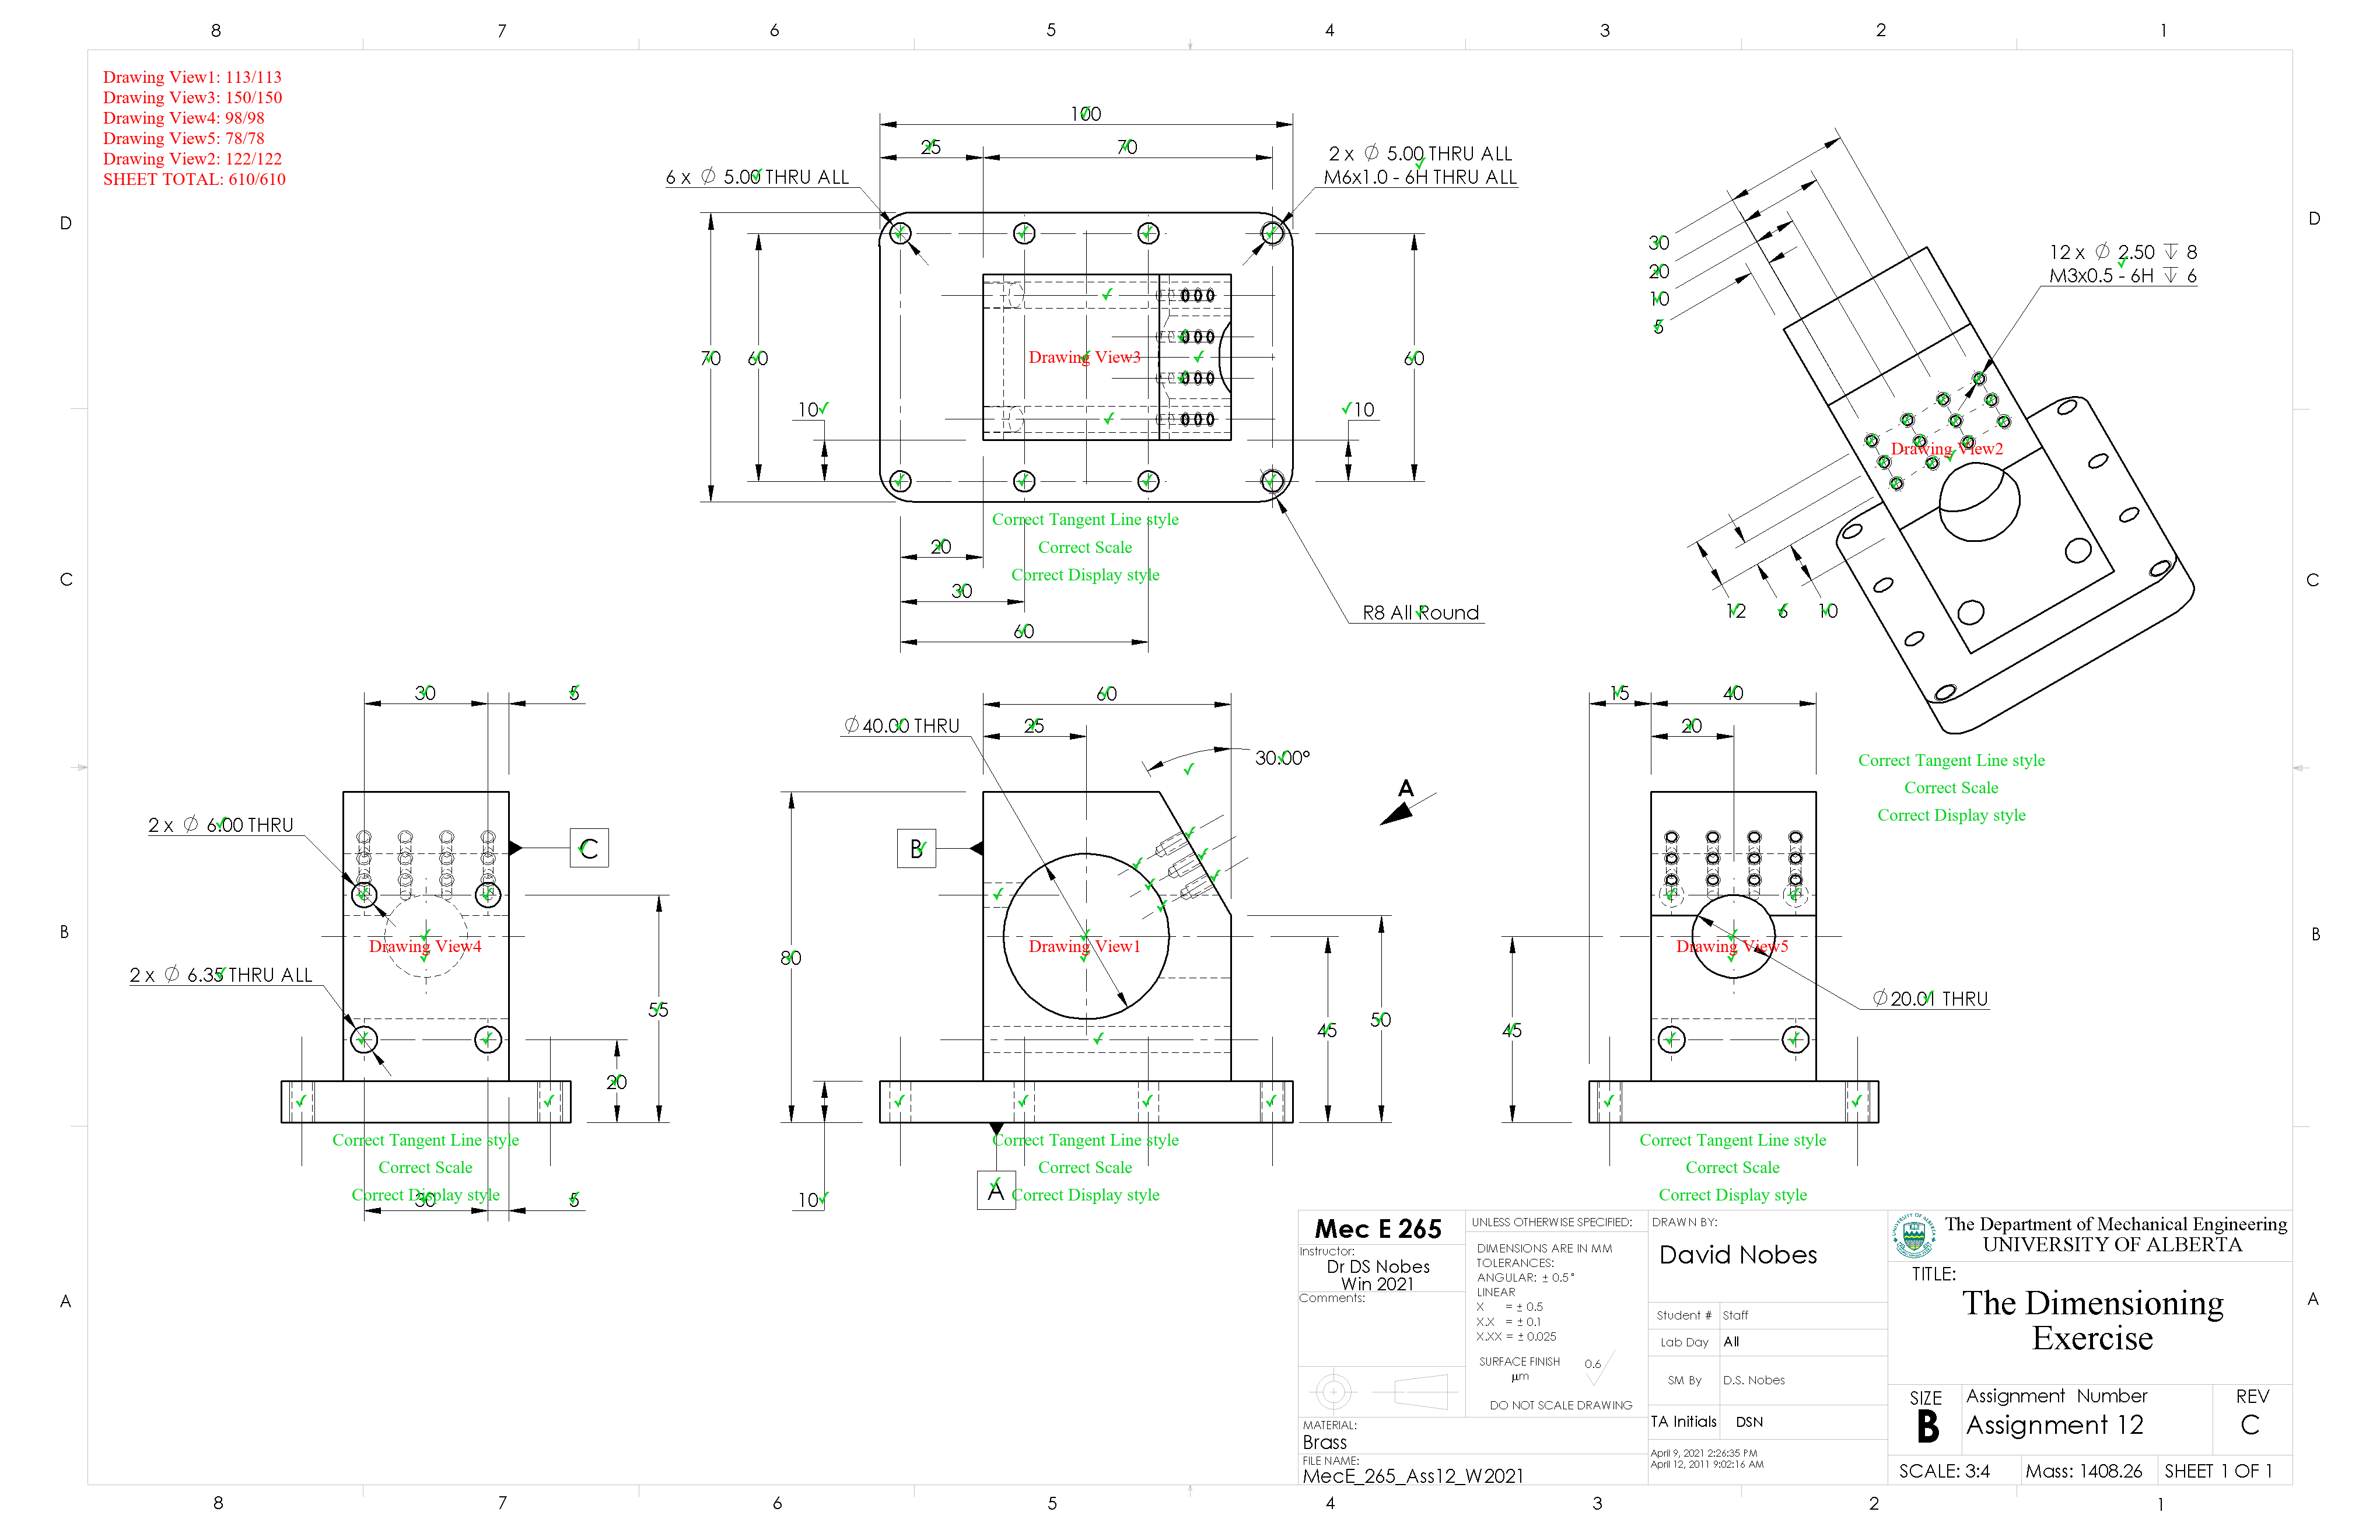 8 7 6 5 4 3 2 1
Drawing View1: 113/113
Drawing View3: 150/150
Drawing View4: 98/98
Drawing View5: 78/78
Drawing View2: 122/122
SHEET TOTAL: 610/610
100
25 70
6 x ∅ 5.00 THRU ALL
2 x ∅ 5.00 THRU ALL
M6x1.0 - 6H THRU ALL
D D
30
20
10
5
12 x ∅ 2.50 ↧ 8
M3x0.5 - 6H ↧ 6
70 60 Drawing View3 60
10 10
Drawing View2
Correct Tangent Line style
Correct Scale
Correct Display style
20
30
60
R8 All Round
12 6 10
C C
30 5
60
25
∅40.00 THRU
30.00°
A
15 40
20
Correct Tangent Line style
Correct Scale
Correct Display style
2 x ∅ 6.00 THRU
C
B
B B
Drawing View4
Drawing View1
Drawing View5
2 x ∅ 6.35 THRU ALL
80
55
20
45 50
45
∅20.01 THRU
Correct Tangent Line style
Correct Scale
Correct Display style
30 5
Correct Tangent Line style
Correct Scale
Correct Display style
10
A
Correct Tangent Line style
Correct Scale
Correct Display style
A A
Mec E 265
Instructor:
Dr DS Nobes
Win 2021
Comments:
UNLESS OTHERWISE SPECIFIED:
DIMENSIONS ARE IN MM
TOLERANCES:
ANGULAR: ± 0.5°
LINEAR
X = ± 0.5
X.X = ± 0.1
X.XX = ± 0.025
SURFACE FINISH 0.6
µm
DO NOT SCALE DRAWING
MATERIAL:
Brass
FILE NAME:
MecE_265_Ass12_W2021
DRAWN BY:
David Nobes
Student # Staff
Lab Day All
SM By D.S. Nobes
TA Initials DSN
April 9, 2021 2:26:35 PM
April 12, 2011 9:02:16 AM
The Department of Mechanical Engineering
UNIVERSITY OF ALBERTA
TITLE:
The Dimensioning
Exercise
SIZE
B
Assignment Number
Assignment 12
REV
C
SCALE: 3:4 Mass: 1408.26 SHEET 1 OF 1
8 7 6 5 4 3 2 1